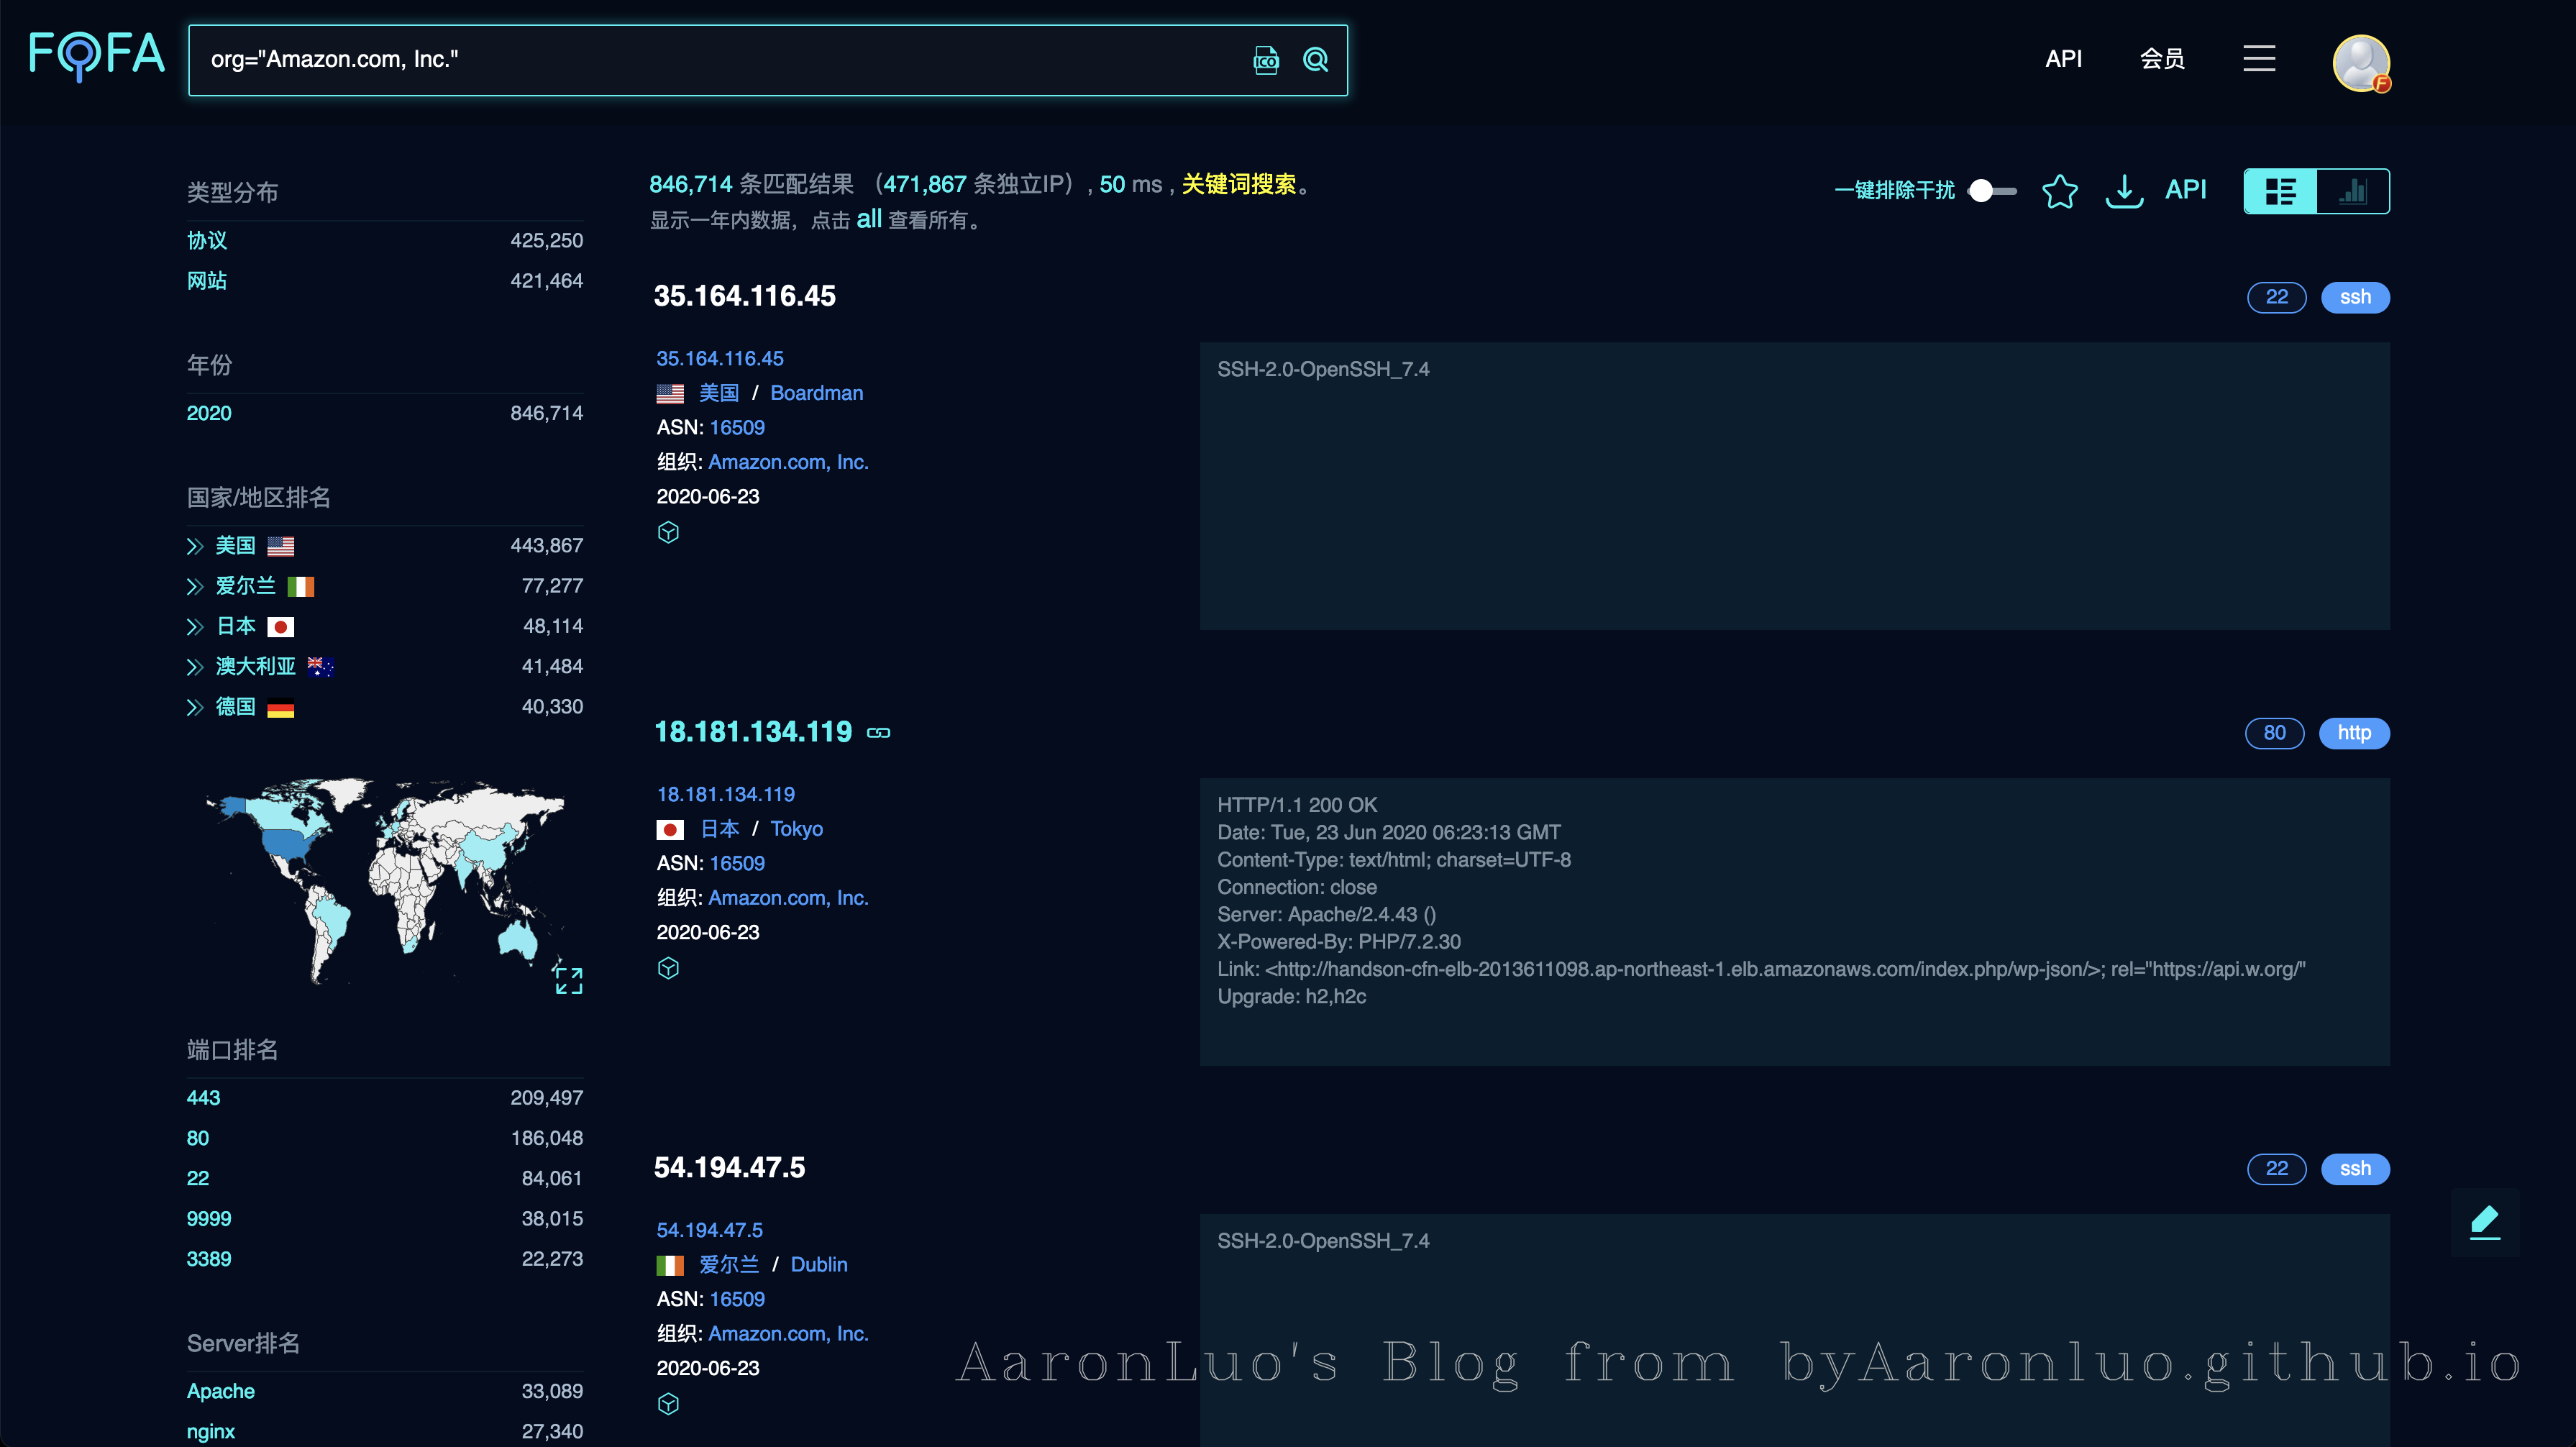 FOFA
org="Amazon.com, Inc."
ICO
API
会员
F
类型分布
协议 425,250
网站 421,464
年份
2020 846,714
国家/地区排名
美国 443,867
爱尔兰 77,277
日本 48,114
澳大利亚 41,484
德国 40,330
端口排名
443 209,497
80 186,048
22 84,061
9999 38,015
3389 22,273
Server排名
Apache 33,089
nginx 27,340
846,714 条匹配结果 （471,867 条独立IP）, 50 ms , 关键词搜索。
显示一年内数据，点击 all 查看所有。
一键排除干扰
API
35.164.116.45
22 ssh
35.164.116.45
美国 / Boardman
ASN: 16509
组织: Amazon.com, Inc.
2020-06-23
SSH-2.0-OpenSSH_7.4
18.181.134.119
80 http
18.181.134.119
日本 / Tokyo
ASN: 16509
组织: Amazon.com, Inc.
2020-06-23
HTTP/1.1 200 OK
Date: Tue, 23 Jun 2020 06:23:13 GMT
Content-Type: text/html; charset=UTF-8
Connection: close
Server: Apache/2.4.43 ()
X-Powered-By: PHP/7.2.30
Link: <http://handson-cfn-elb-2013611098.ap-northeast-1.elb.amazonaws.com/index.php/wp-json/>; rel="https://api.w.org/"
Upgrade: h2,h2c
54.194.47.5
22 ssh
54.194.47.5
爱尔兰 / Dublin
ASN: 16509
组织: Amazon.com, Inc.
2020-06-23
SSH-2.0-OpenSSH_7.4
AaronLuo's Blog from byAaronluo.github.io